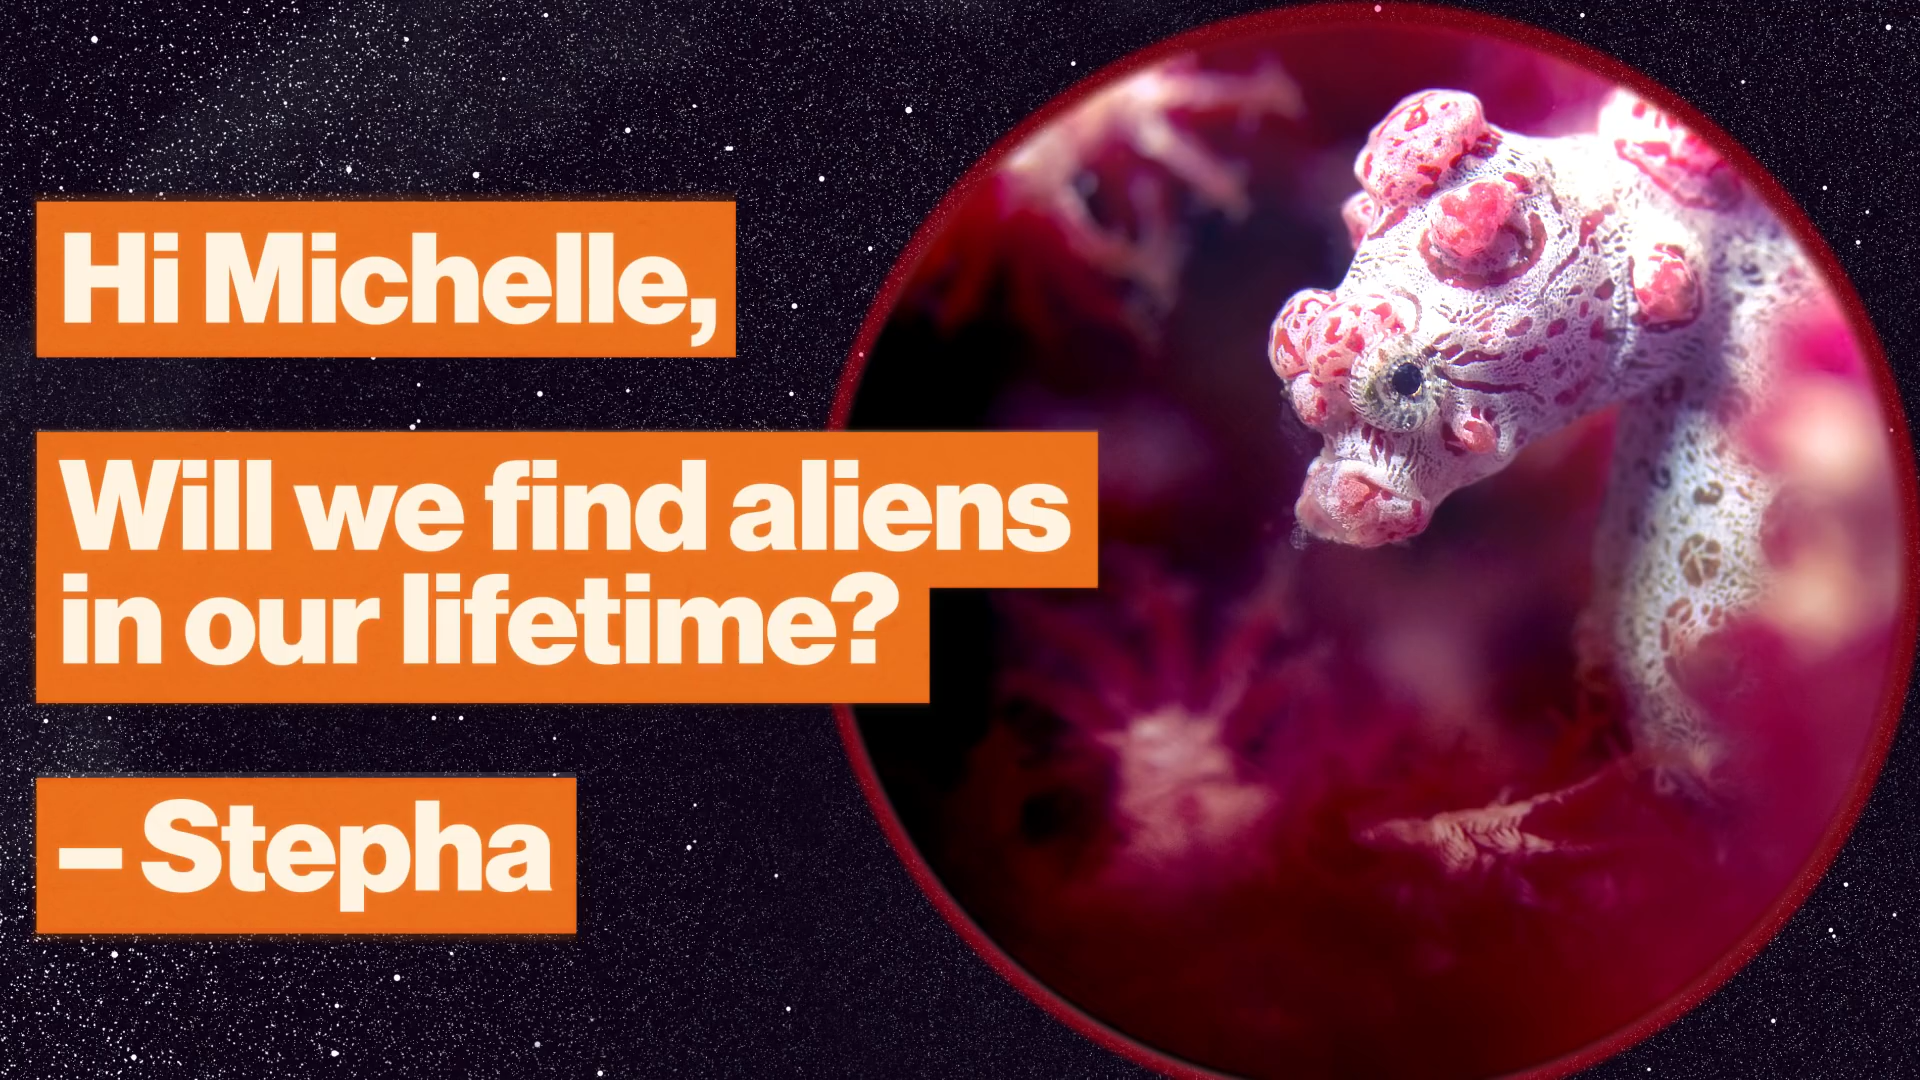 Hi Michelle,
Will we find aliens
in our lifetime?
– Stepha